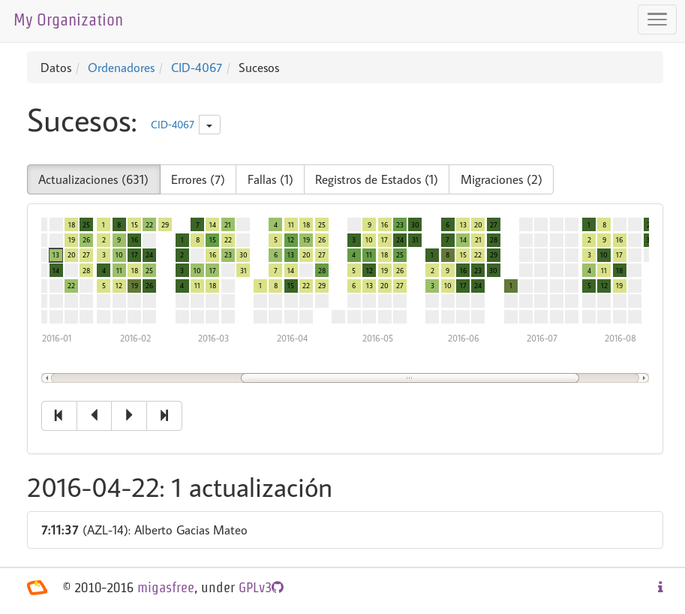 My Organization
Datos / Ordenadores / CID-4067 / Sucesos
Sucesos: CID-4067
Actualizaciones (631) Errores (7) Fallas (1) Registros de Estados (1) Migraciones (2)
18 25 1 8 15 22 29 7 14 21 4 11 18 25 9 16 23 30 6 13 20 27 1 8
19 26 2 9 16 1 8 15 22 5 12 19 26 3 10 17 24 31 7 14 21 28 2 9 16
13 20 27 3 10 17 24 2 16 23 30 6 13 20 27 4 11 18 25 1 8 15 22 29 3 10 17
14 28 4 11 18 25 3 10 17 31 7 14 28 5 12 19 26 2 9 16 23 30 4 11 18
22 5 12 19 26 4 11 18 1 8 15 22 29 6 13 20 27 3 10 17 24 1 5 12 19
2016-01 2016-02 2016-03 2016-04 2016-05 2016-06 2016-07 2016-08
2016-04-22: 1 actualización
7:11:37 (AZL-14): Alberto Gacias Mateo
© 2010-2016 migasfree, under GPLv3